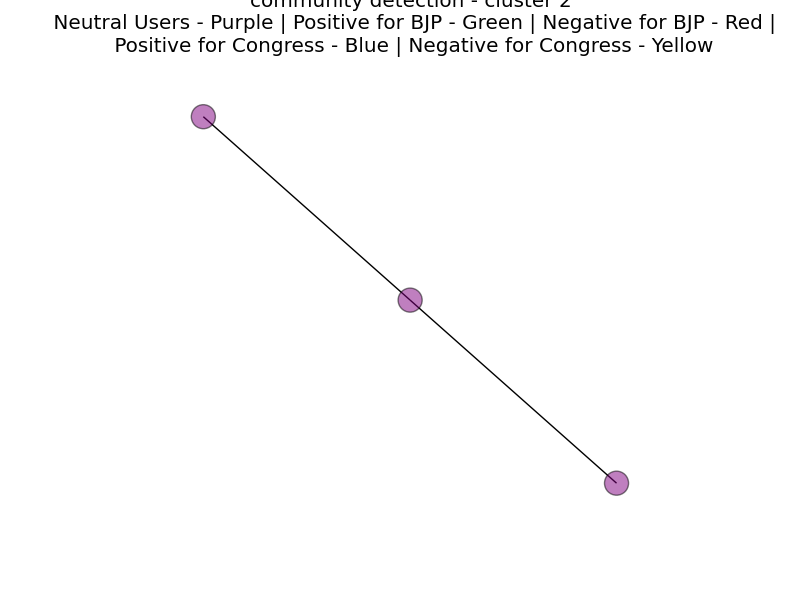 community detection - cluster 2
Neutral Users - Purple | Positive for BJP - Green | Negative for BJP - Red |
Positive for Congress - Blue | Negative for Congress - Yellow